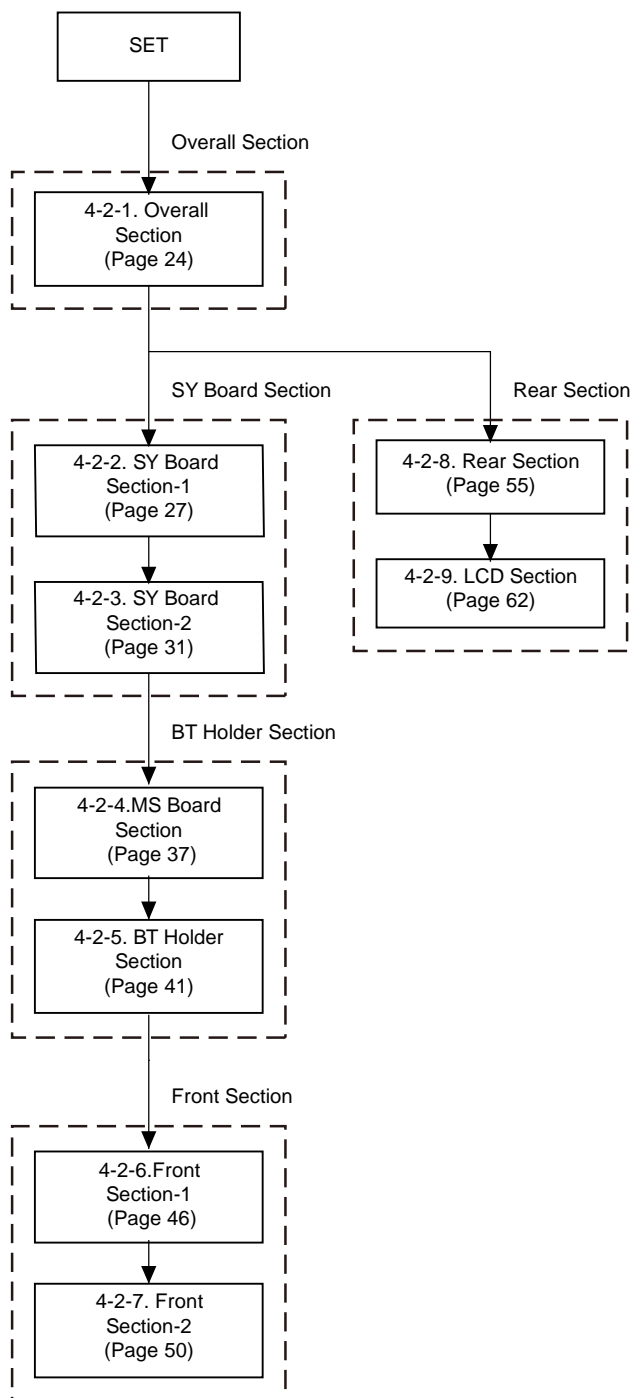 SET
Overall Section
4-2-1. Overall
Section
(Page 24)
SY Board Section
4-2-2. SY Board
Section-1
(Page 27)
4-2-3. SY Board
Section-2
(Page 31)
Rear Section
4-2-8. Rear Section
(Page 55)
4-2-9. LCD Section
(Page 62)
BT Holder Section
4-2-4.MS Board
Section
(Page 37)
4-2-5. BT Holder
Section
(Page 41)
Front Section
4-2-6.Front
Section-1
(Page 46)
4-2-7. Front
Section-2
(Page 50)